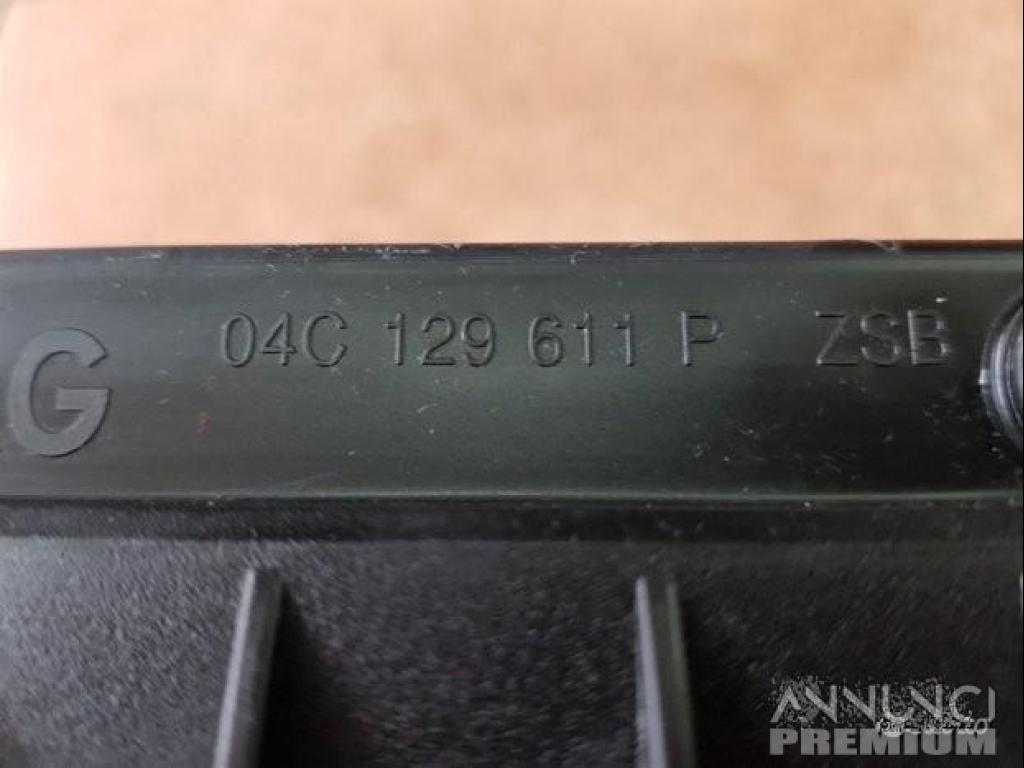 G 04C 129 611 P ZSB
ANNUNCI
PREMIUM